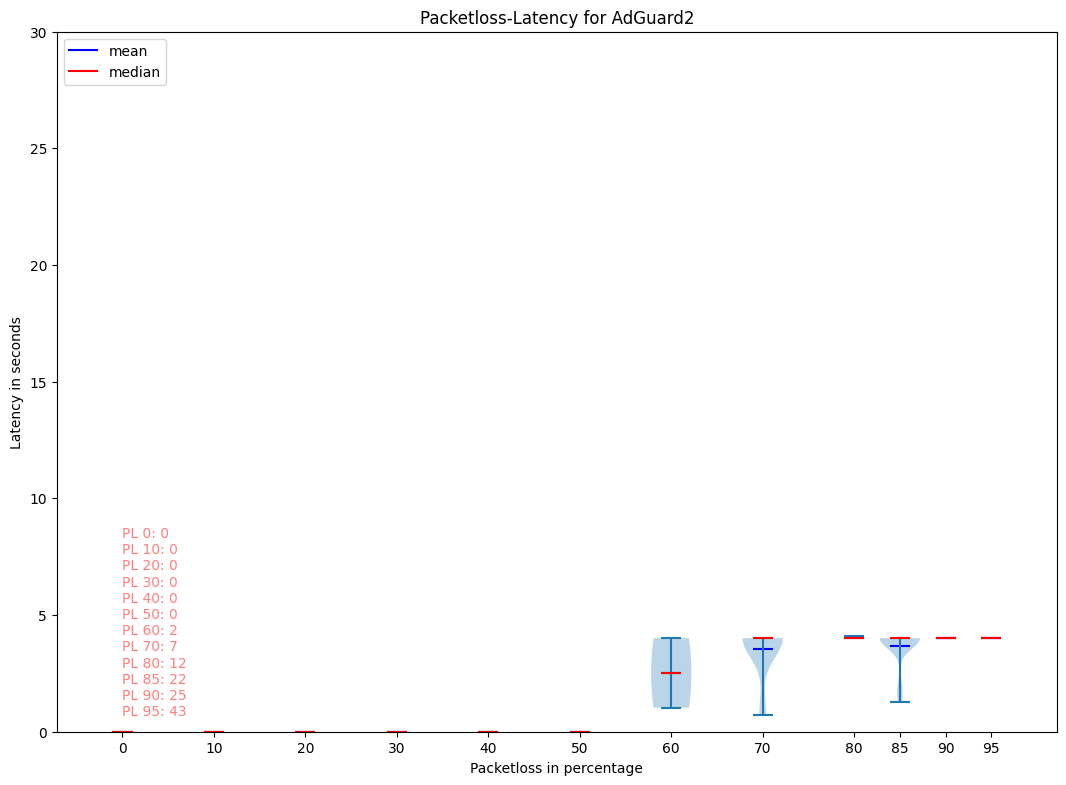 Packetloss-Latency for AdGuard2
mean
median
30
25
20
15
10
5
0
Latency in seconds
PL 0: 0
PL 10: 0
PL 20: 0
PL 30: 0
PL 40: 0
PL 50: 0
PL 60: 2
PL 70: 7
PL 80: 12
PL 85: 22
PL 90: 25
PL 95: 43
0 10 20 30 40 50 60 70 80 85 90 95
Packetloss in percentage